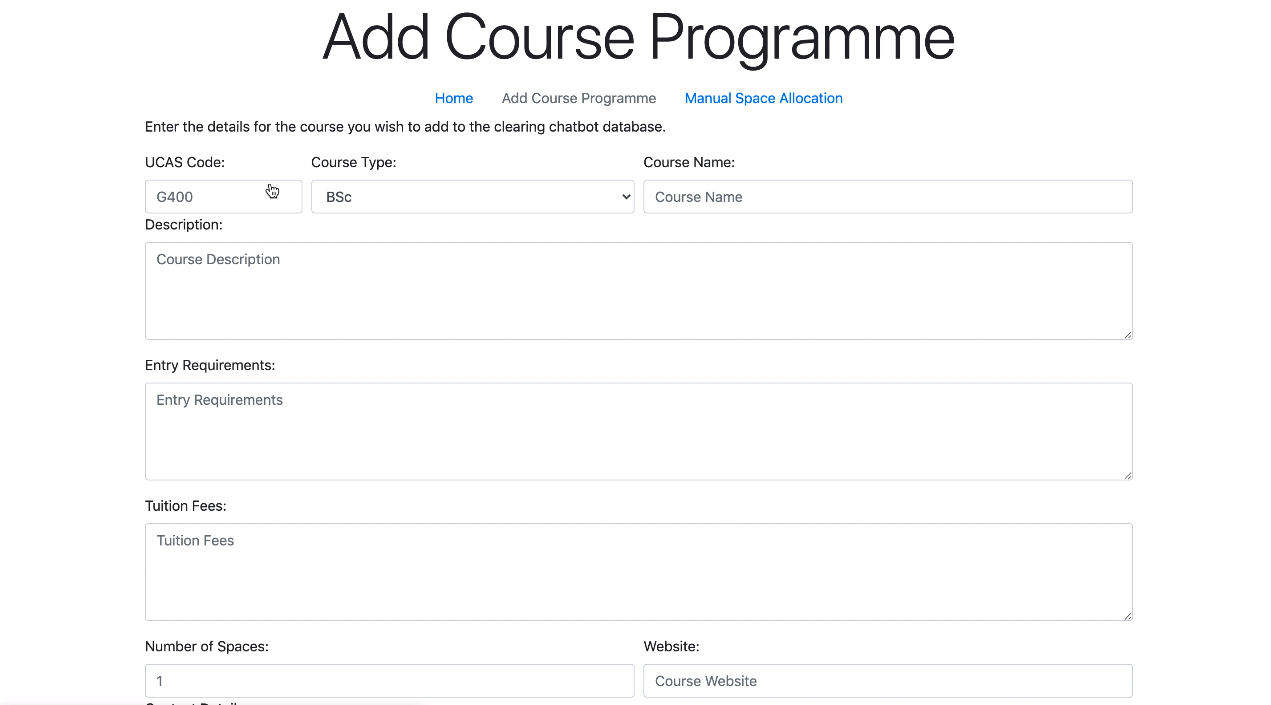 Add Course Programme
Home Add Course Programme Manual Space Allocation
Enter the details for the course you wish to add to the clearing chatbot database.
UCAS Code: Course Type: Course Name:
G400 BSc Course Name
Description:
Course Description
Entry Requirements:
Entry Requirements
Tuition Fees:
Tuition Fees
Number of Spaces: Website:
1 Course Website